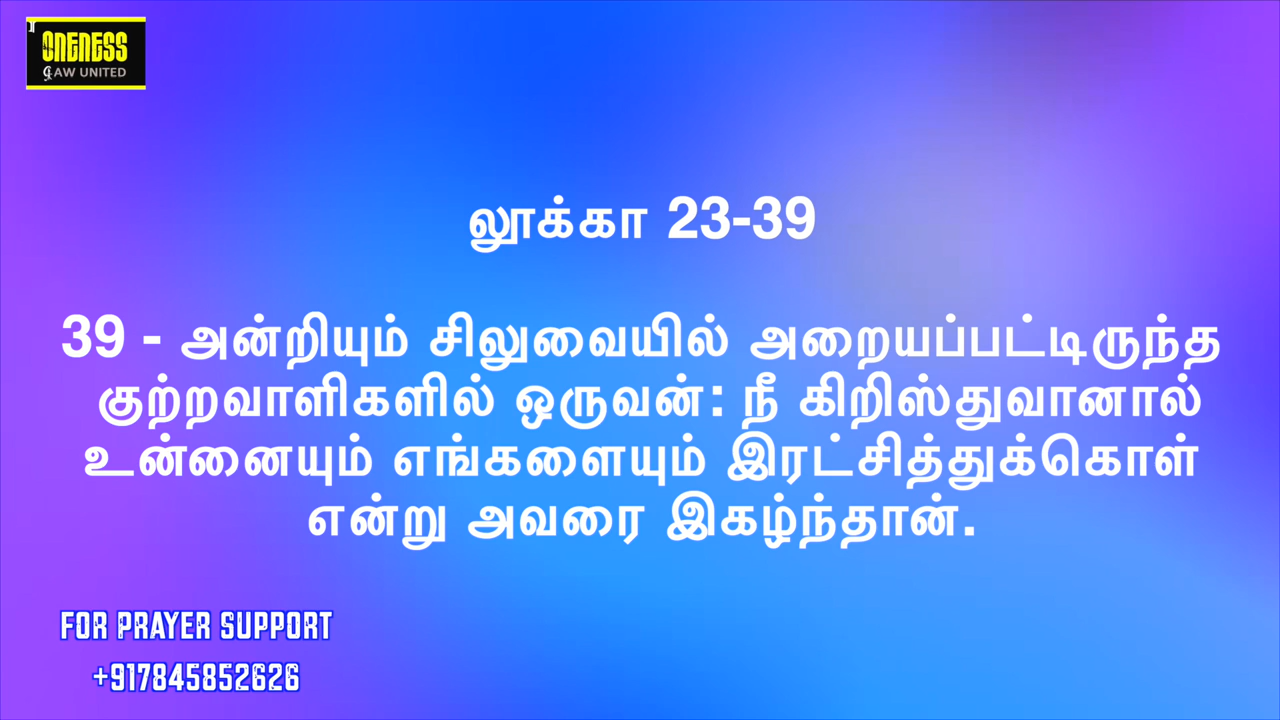 ONENESS
LAW UNITED
லூக்கா 23-39
39 - அன்றியும் சிலுவையில் அறையப்பட்டிருந்த
குற்றவாளிகளில் ஒருவன்: நீ கிறிஸ்துவானால்
உன்னையும் எங்களையும் இரட்சித்துக்கொள்
என்று அவரை இகழ்ந்தான்.
FOR PRAYER SUPPORT
+917845852626